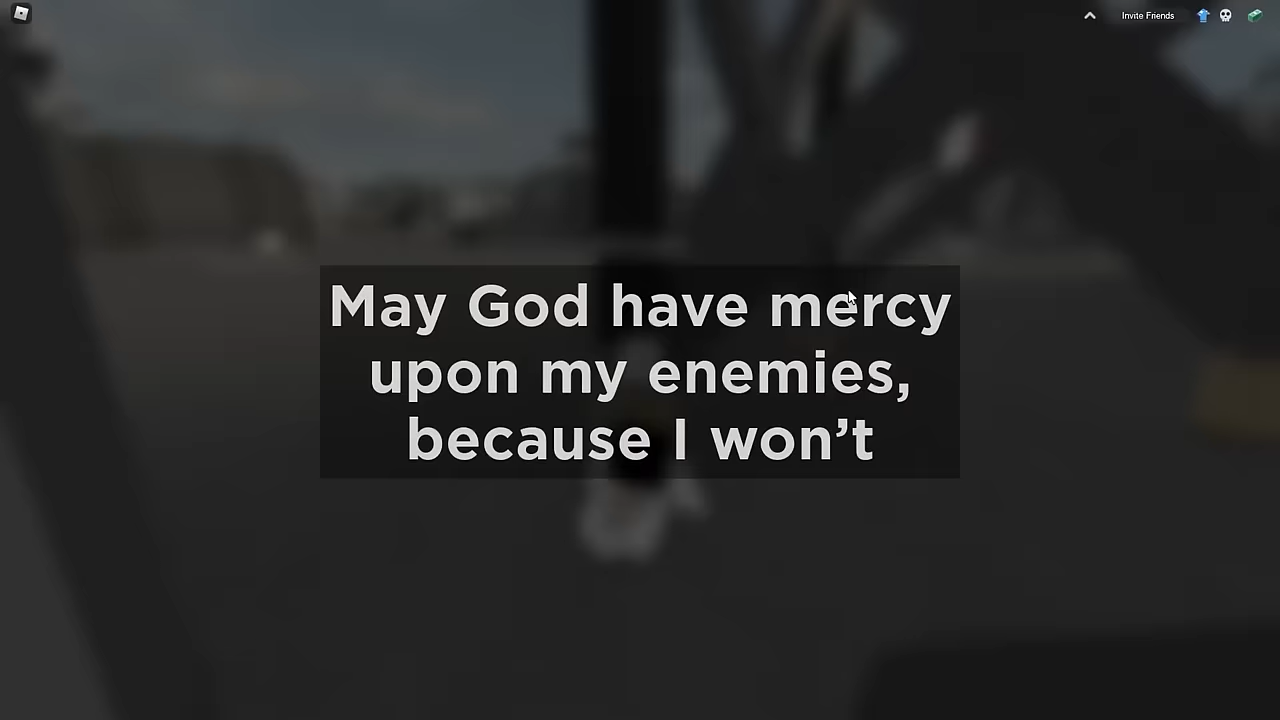 Invite Friends
May God have mercy
upon my enemies,
because I won’t